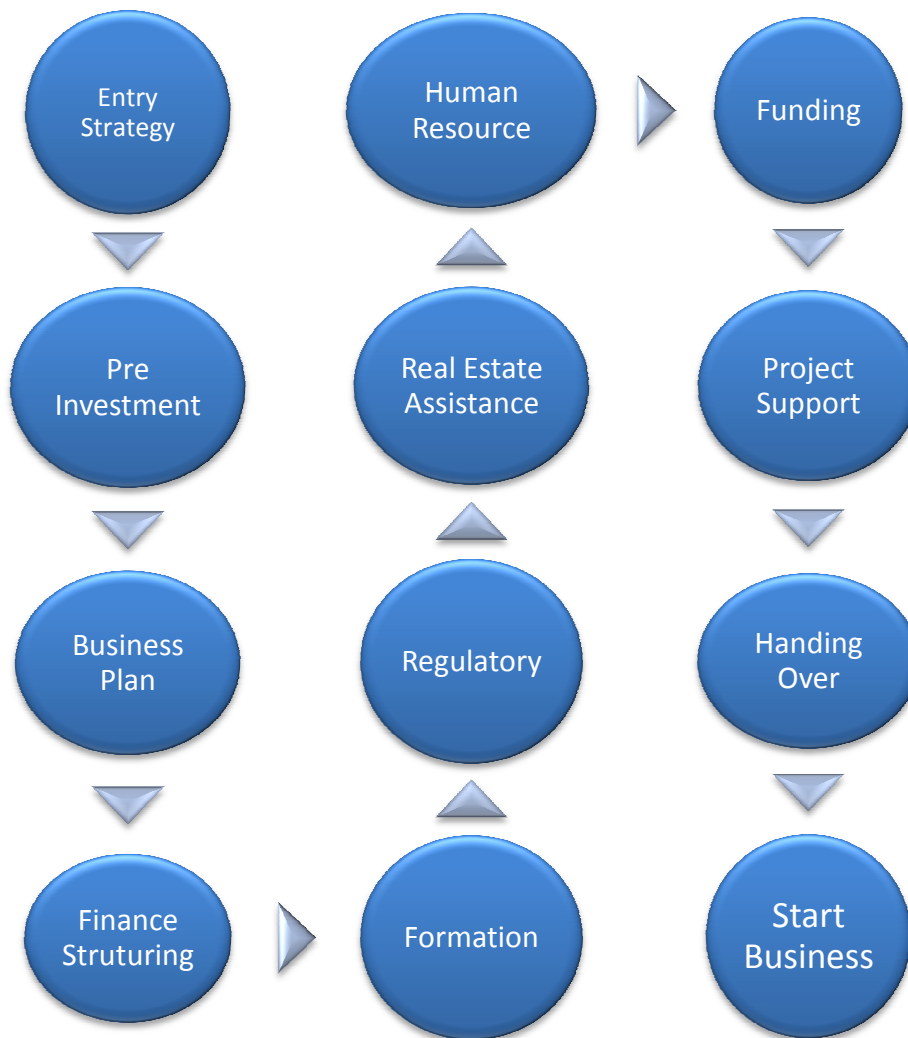 Entry
Strategy
Pre
Investment
Business
Plan
Finance
Struturing
Formation
Regulatory
Real Estate
Assistance
Human
Resource
Funding
Project
Support
Handing
Over
Start
Business